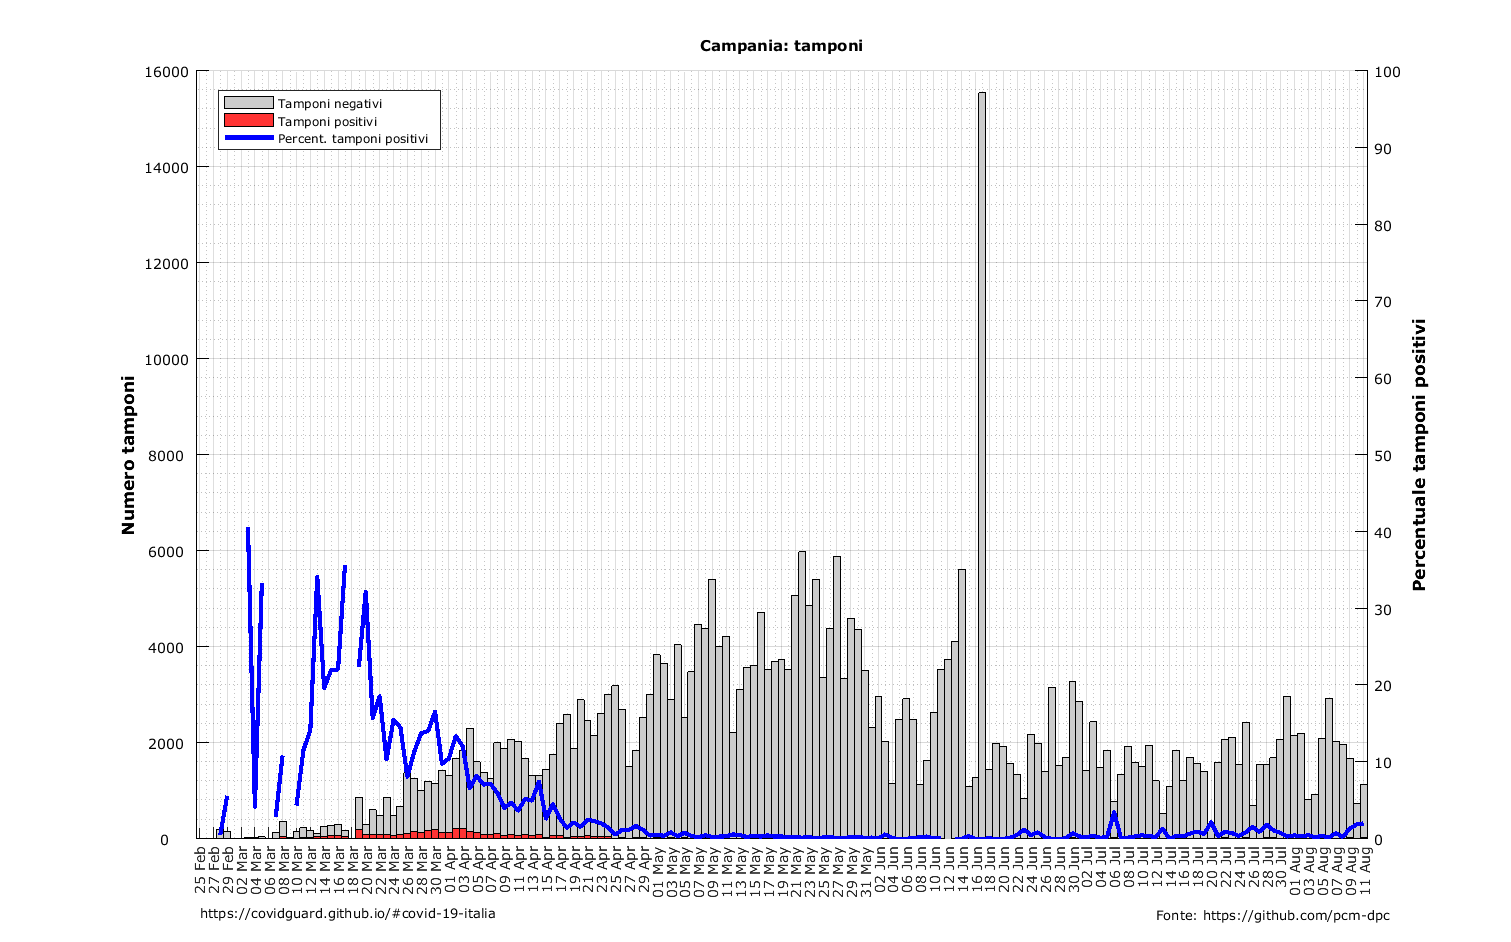 Campania: tamponi
16000
14000
12000
10000
8000
6000
4000
2000
0
Numero tamponi
Tamponi negativi
Tamponi positivi
Percent. tamponi positivi
100
90
80
70
60
50
40
30
20
10
0
Percentuale tamponi positivi
25 Feb
27 Feb
29 Feb
02 Mar
04 Mar
06 Mar
08 Mar
10 Mar
12 Mar
14 Mar
16 Mar
18 Mar
20 Mar
22 Mar
24 Mar
26 Mar
28 Mar
30 Mar
01 Apr
03 Apr
05 Apr
07 Apr
09 Apr
11 Apr
13 Apr
15 Apr
17 Apr
19 Apr
21 Apr
23 Apr
25 Apr
27 Apr
29 Apr
01 May
03 May
05 May
07 May
09 May
11 May
13 May
15 May
17 May
19 May
21 May
23 May
25 May
27 May
29 May
31 May
02 Jun
04 Jun
06 Jun
08 Jun
10 Jun
12 Jun
14 Jun
16 Jun
18 Jun
20 Jun
22 Jun
24 Jun
26 Jun
28 Jun
30 Jun
02 Jul
04 Jul
06 Jul
08 Jul
10 Jul
12 Jul
14 Jul
16 Jul
18 Jul
20 Jul
22 Jul
24 Jul
26 Jul
28 Jul
30 Jul
01 Aug
03 Aug
05 Aug
07 Aug
09 Aug
11 Aug
https://covidguard.github.io/#covid-19-italia
Fonte: https://github.com/pcm-dpc